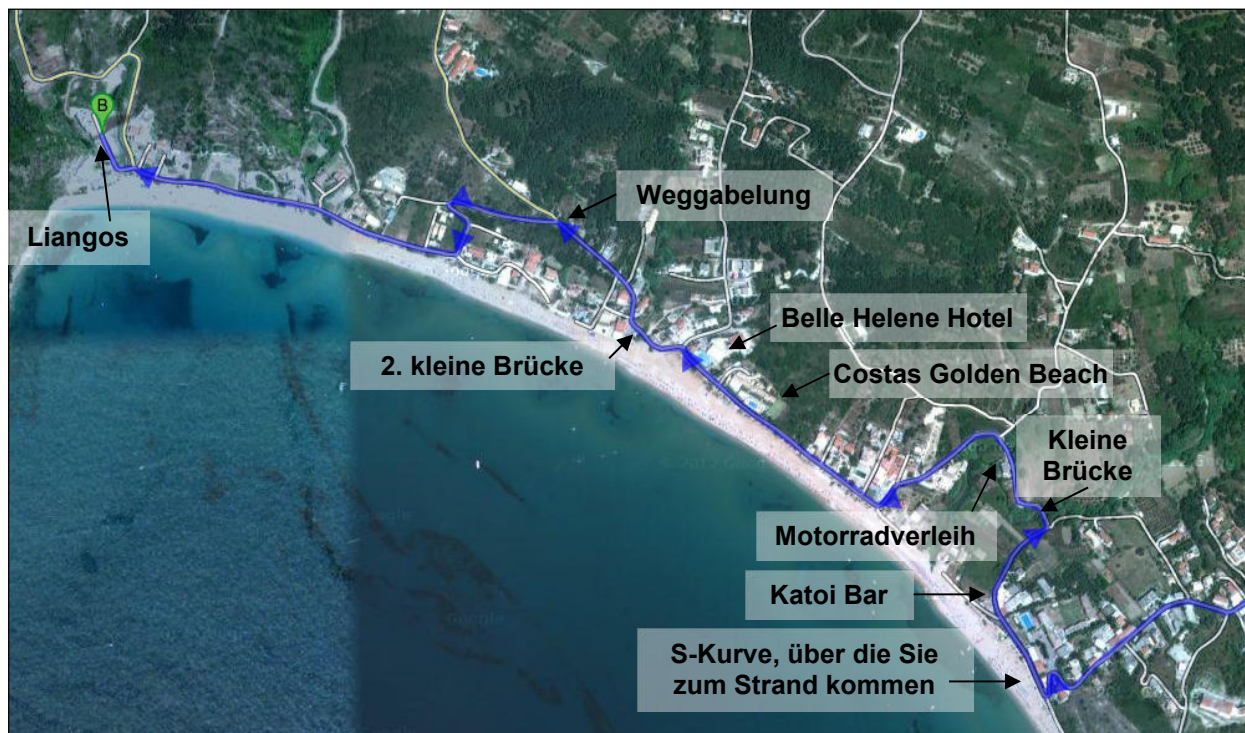 B
Weggabelung
Liangos
Belle Helene Hotel
2. kleine Brücke
Costas Golden Beach
Kleine
Brücke
Motorradverleih
Katoi Bar
S-Kurve, über die Sie
zum Strand kommen
Google